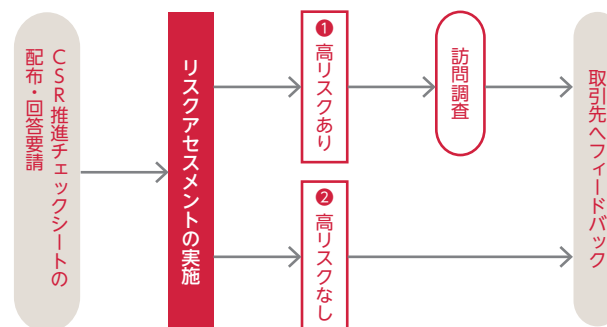 CSR推進チェックシートの
配布・回答要請
リスクアセスメントの実施
❶高リスクあり
訪問調査
❷高リスクなし
取引先へフィードバック